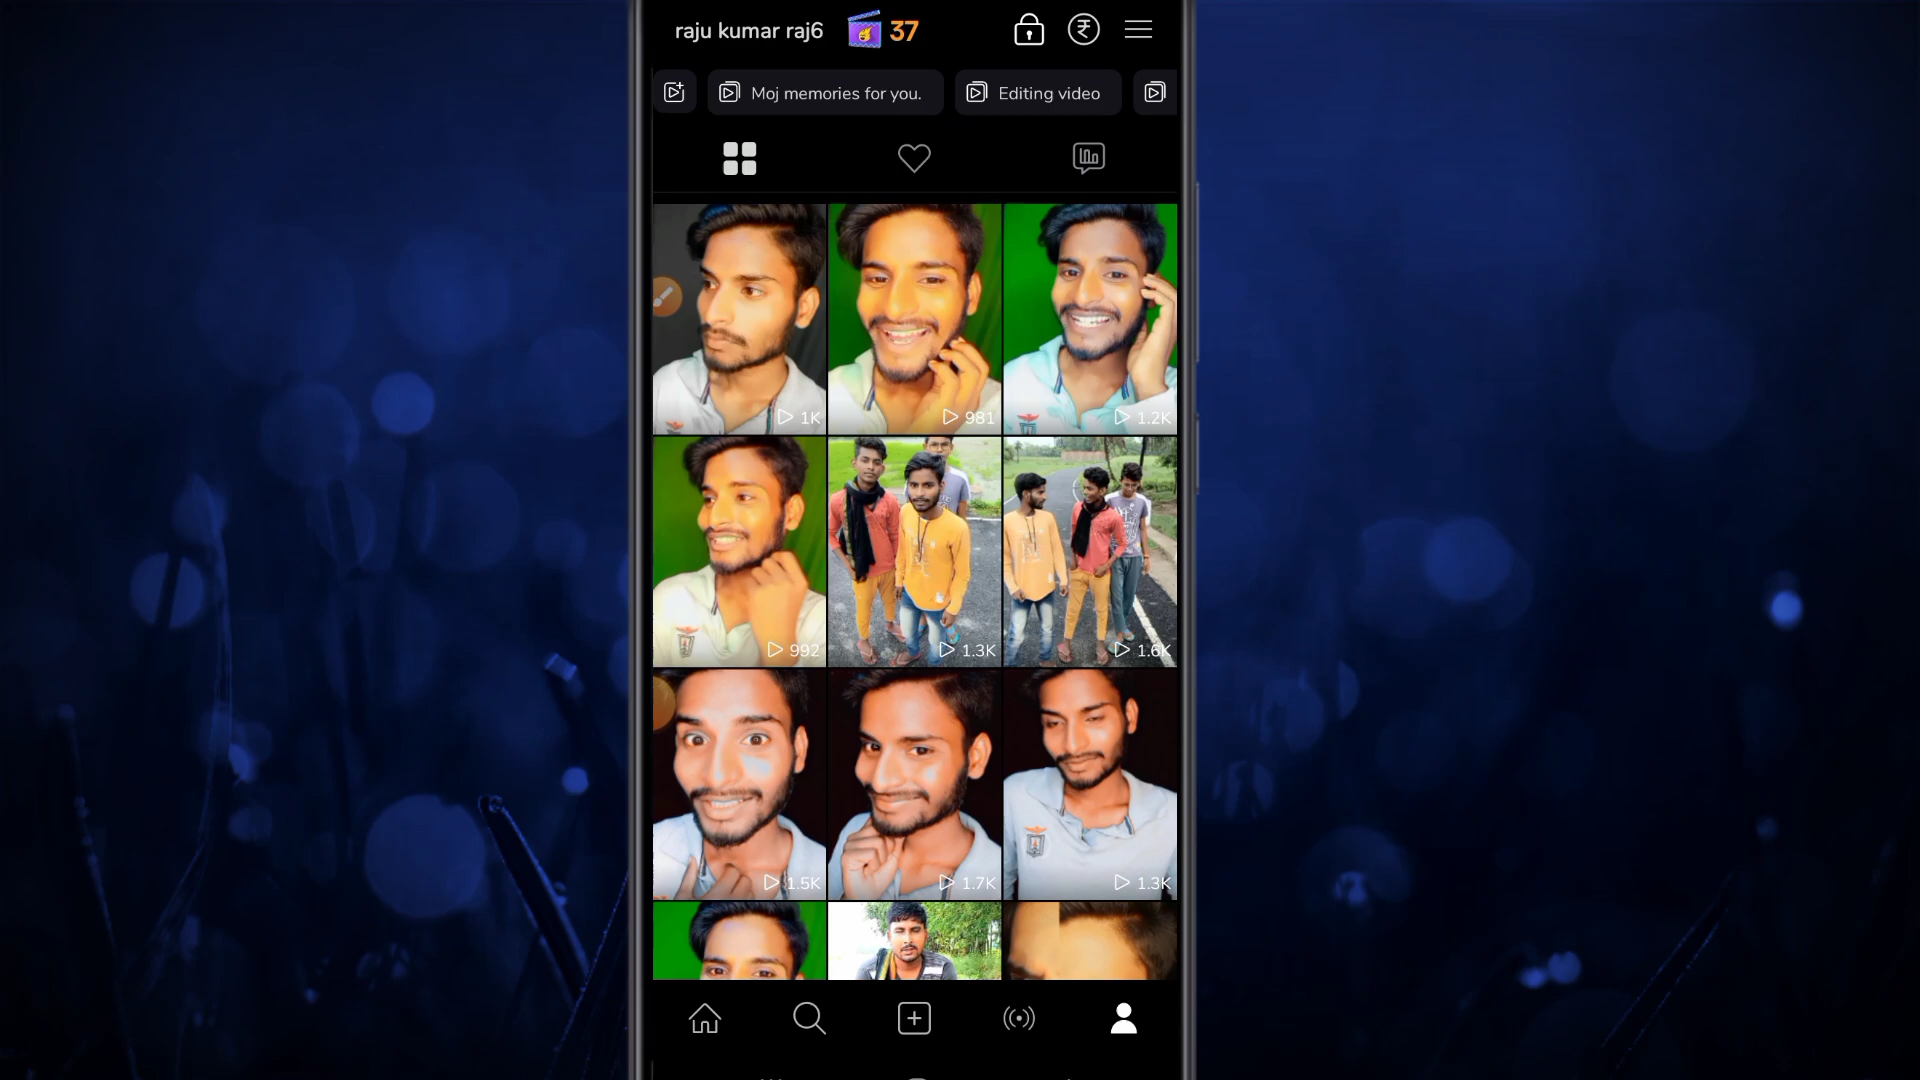 raju kumar raj6 37
Moj memories for you. Editing video
1K 981 1.2K
992 1.3K 1.6K
1.5K 1.7K 1.3K